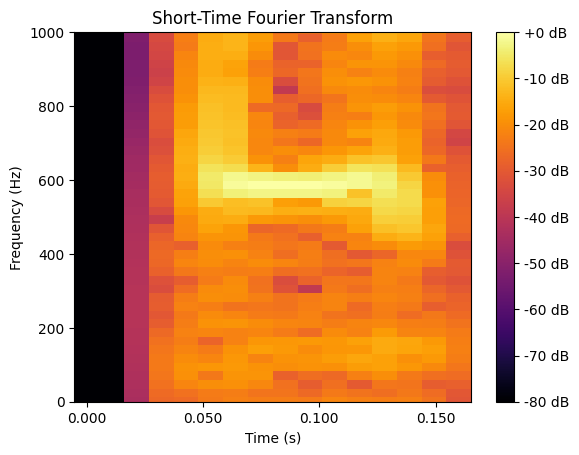 Short-Time Fourier Transform
Frequency (Hz)
1000
800
600
400
200
0
0.000
0.050
0.100
0.150
Time (s)
+0 dB
-10 dB
-20 dB
-30 dB
-40 dB
-50 dB
-60 dB
-70 dB
-80 dB